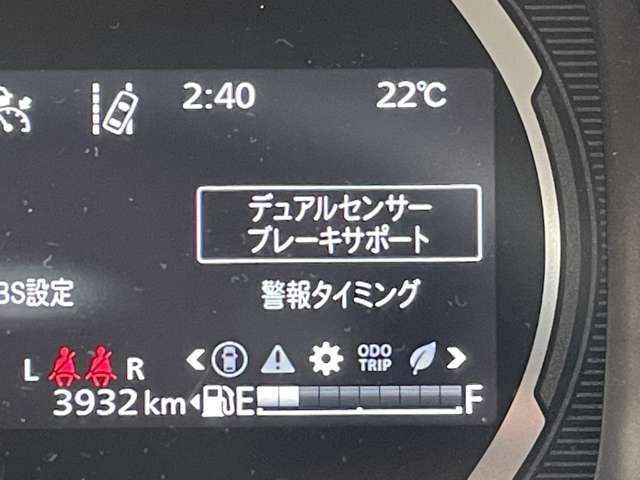 2:40 22℃
デュアルセンサー
ブレーキサポート
BS設定 警報タイミング
L R ODO
TRIP
3932 km E F